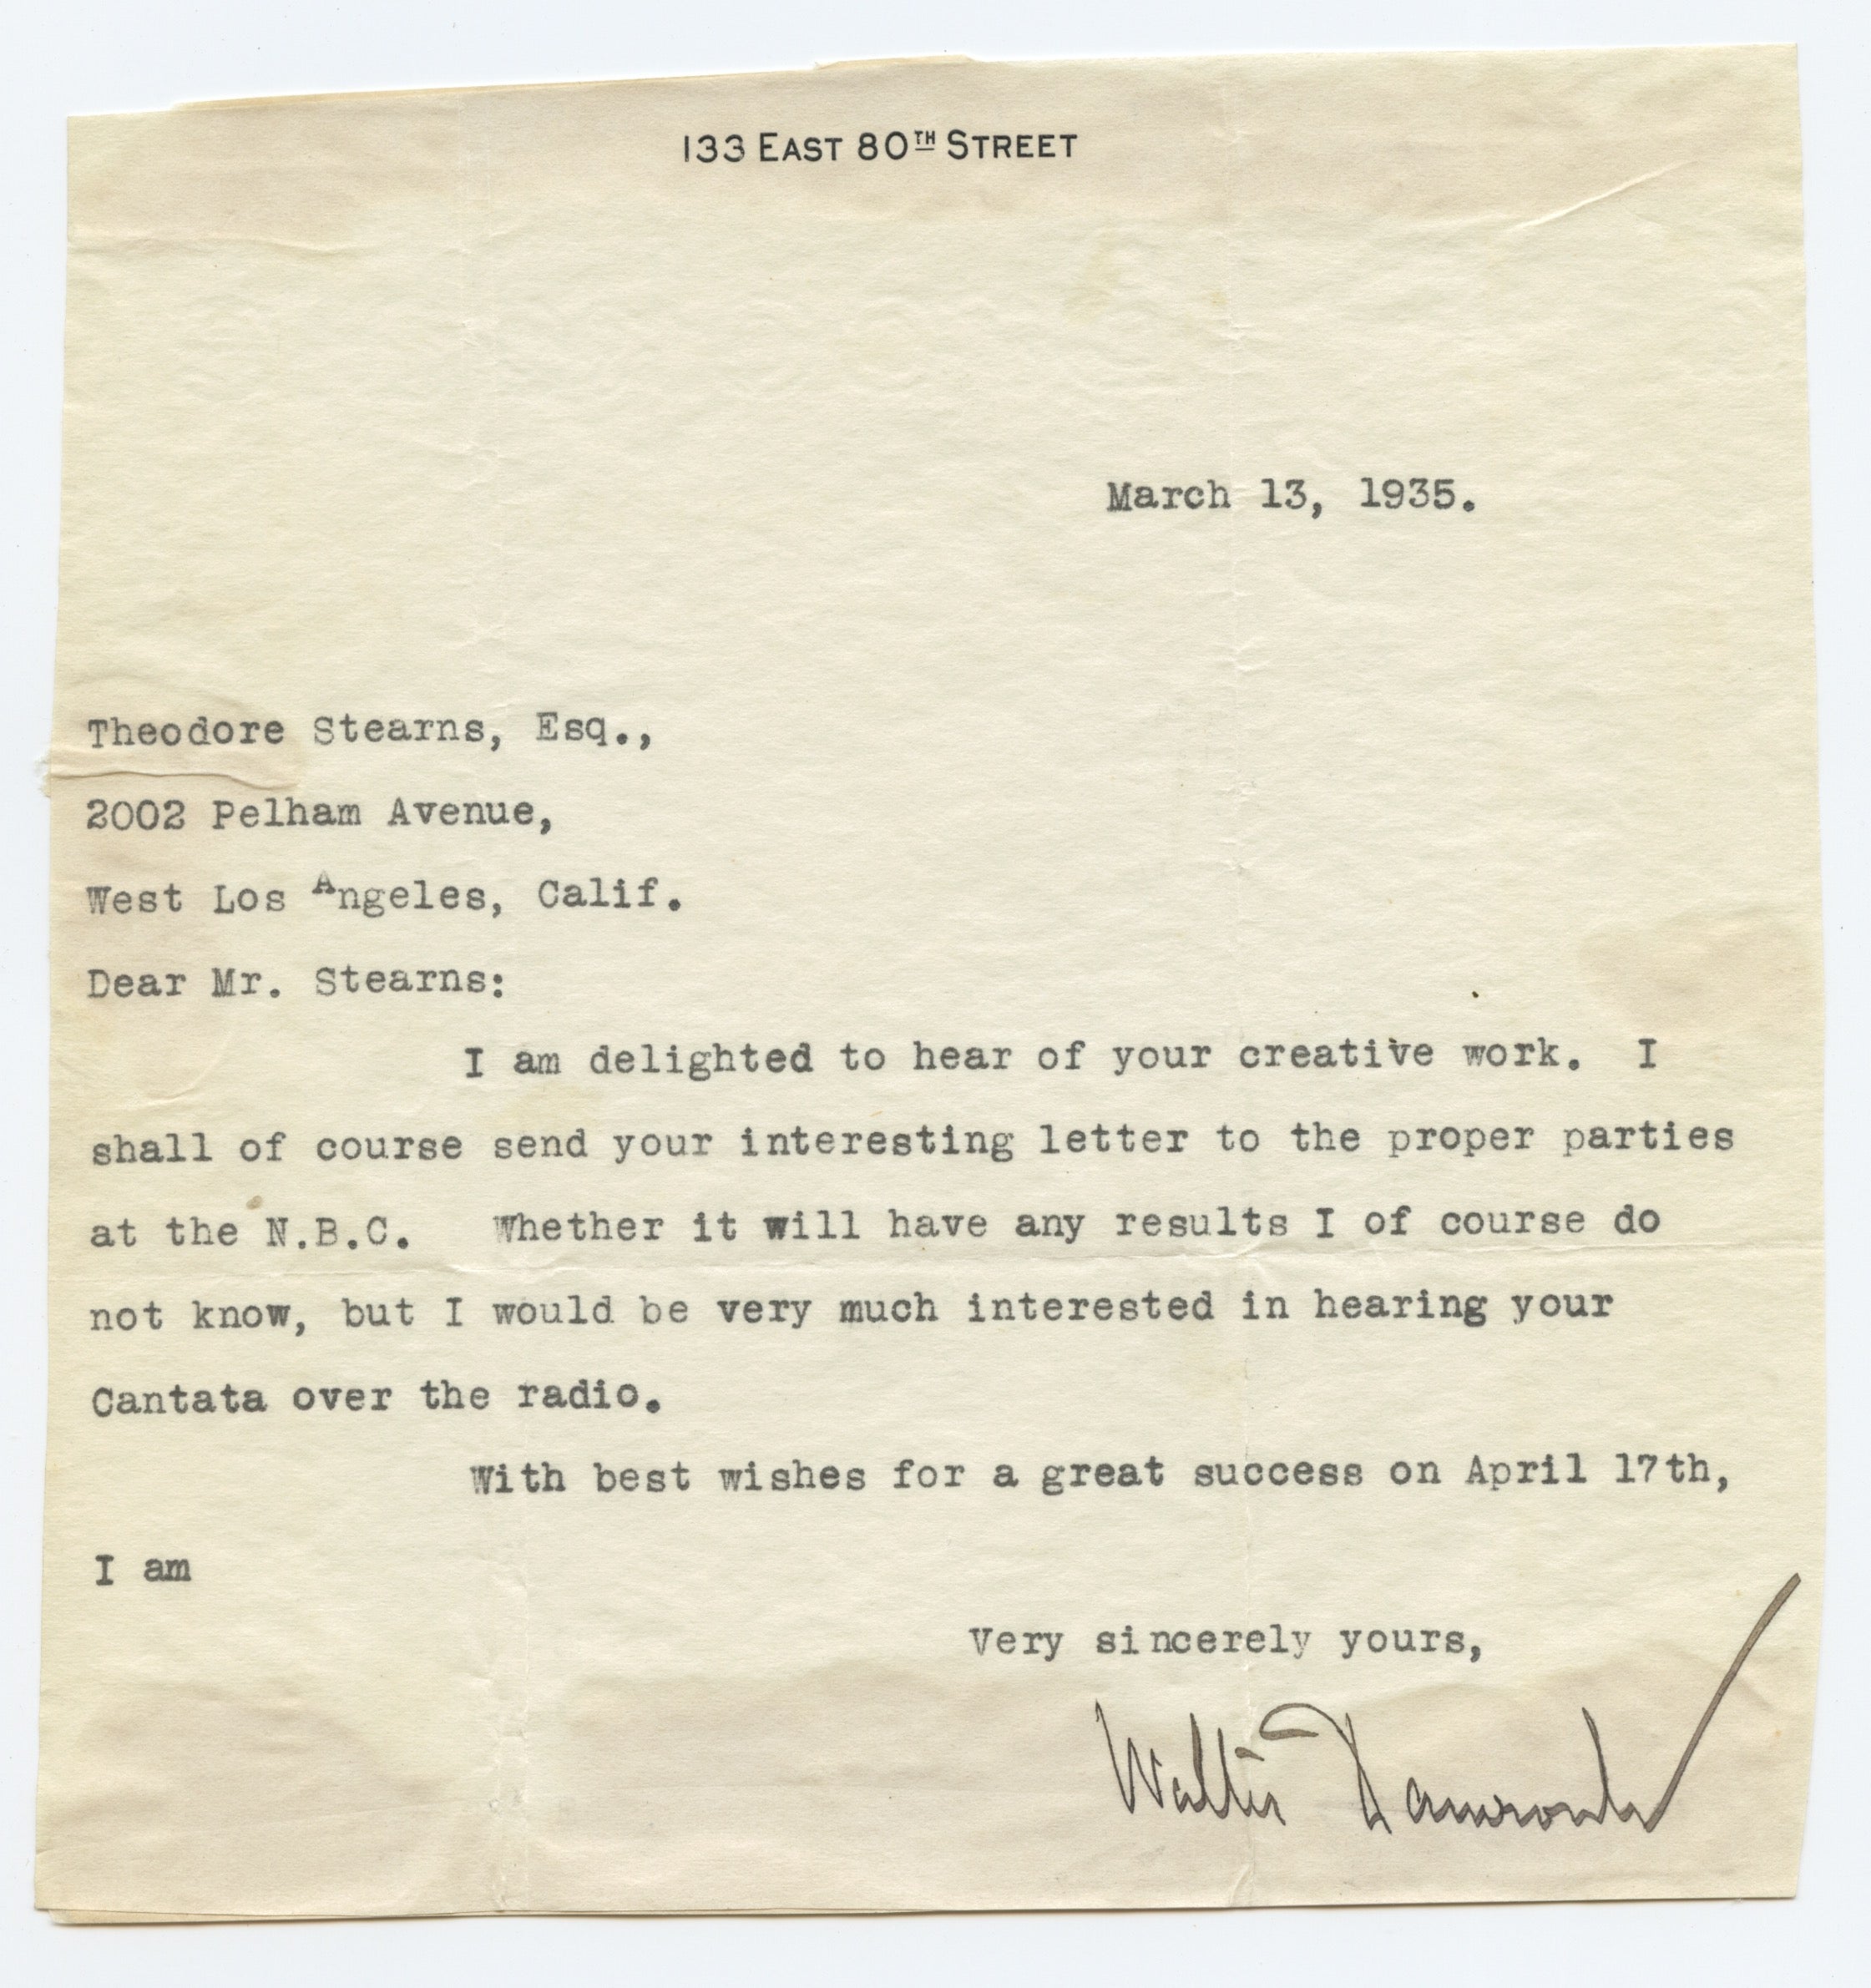 133 EAST 80TH STREET
March 13, 1935.
Theodore Stearns, Esq.,
2002 Pelham Avenue,
West Los Angeles, Calif.
Dear Mr. Stearns:
I am delighted to hear of your creative work. I
shall of course send your interesting letter to the proper parties
at the N.B.C. Whether it will have any results I of course do
not know, but I would be very much interested in hearing your
Cantata over the radio.
With best wishes for a great success on April 17th,
I am
Very sincerely yours,
Walter Damrosch